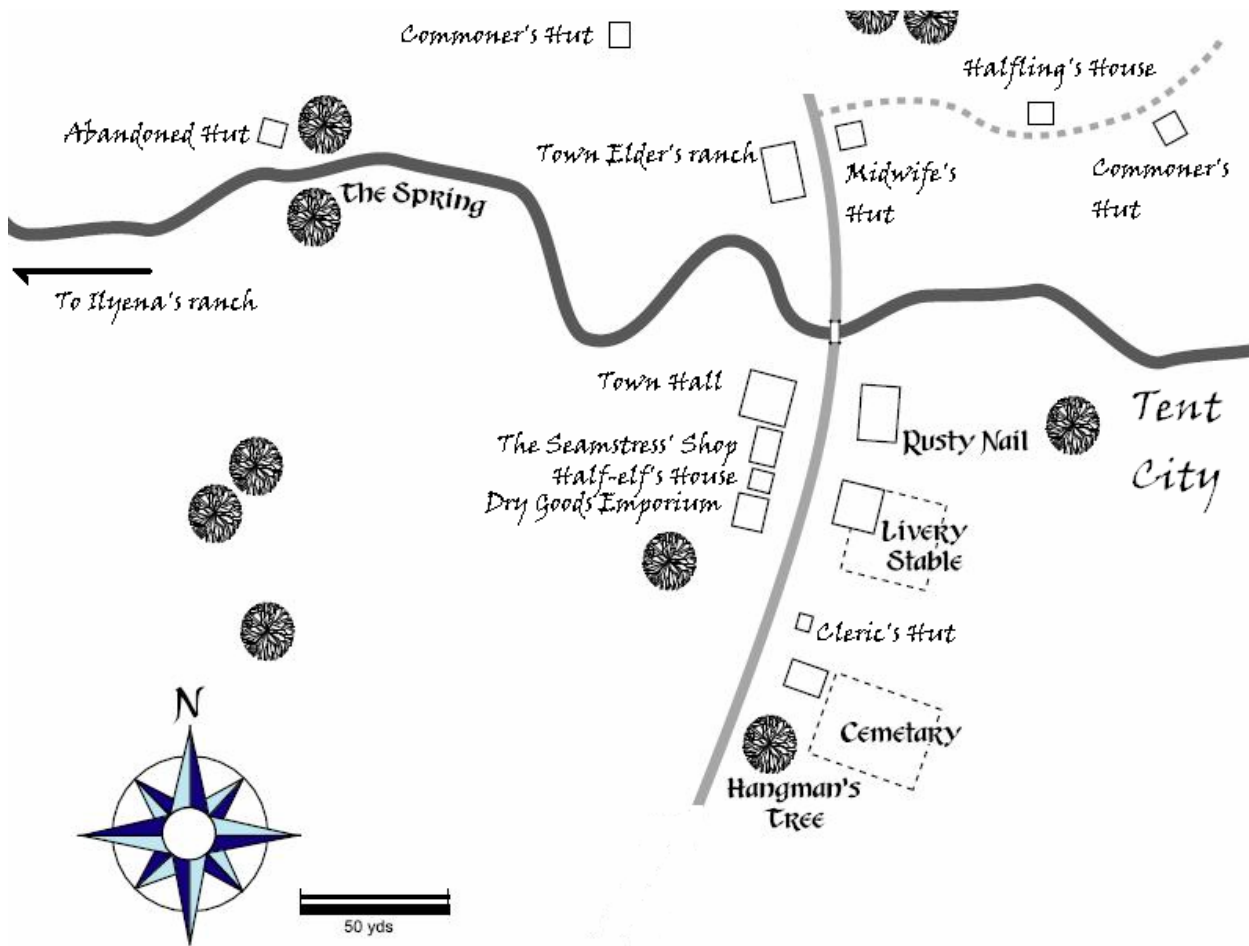 Commoner's Hut
Halfling's House
Abandoned Hut
Town Elder's ranch
Midwife's
Hut
Commoner's
Hut
The Spring
To Ilyena's ranch
Town Hall
Tent
City
The Seamstress' Shop
Rusty Nail
Half-elf's House
Dry Goods Emporium
Livery
Stable
Cleric's Hut
Cemetary
Hangman's
Tree
N
50 yds